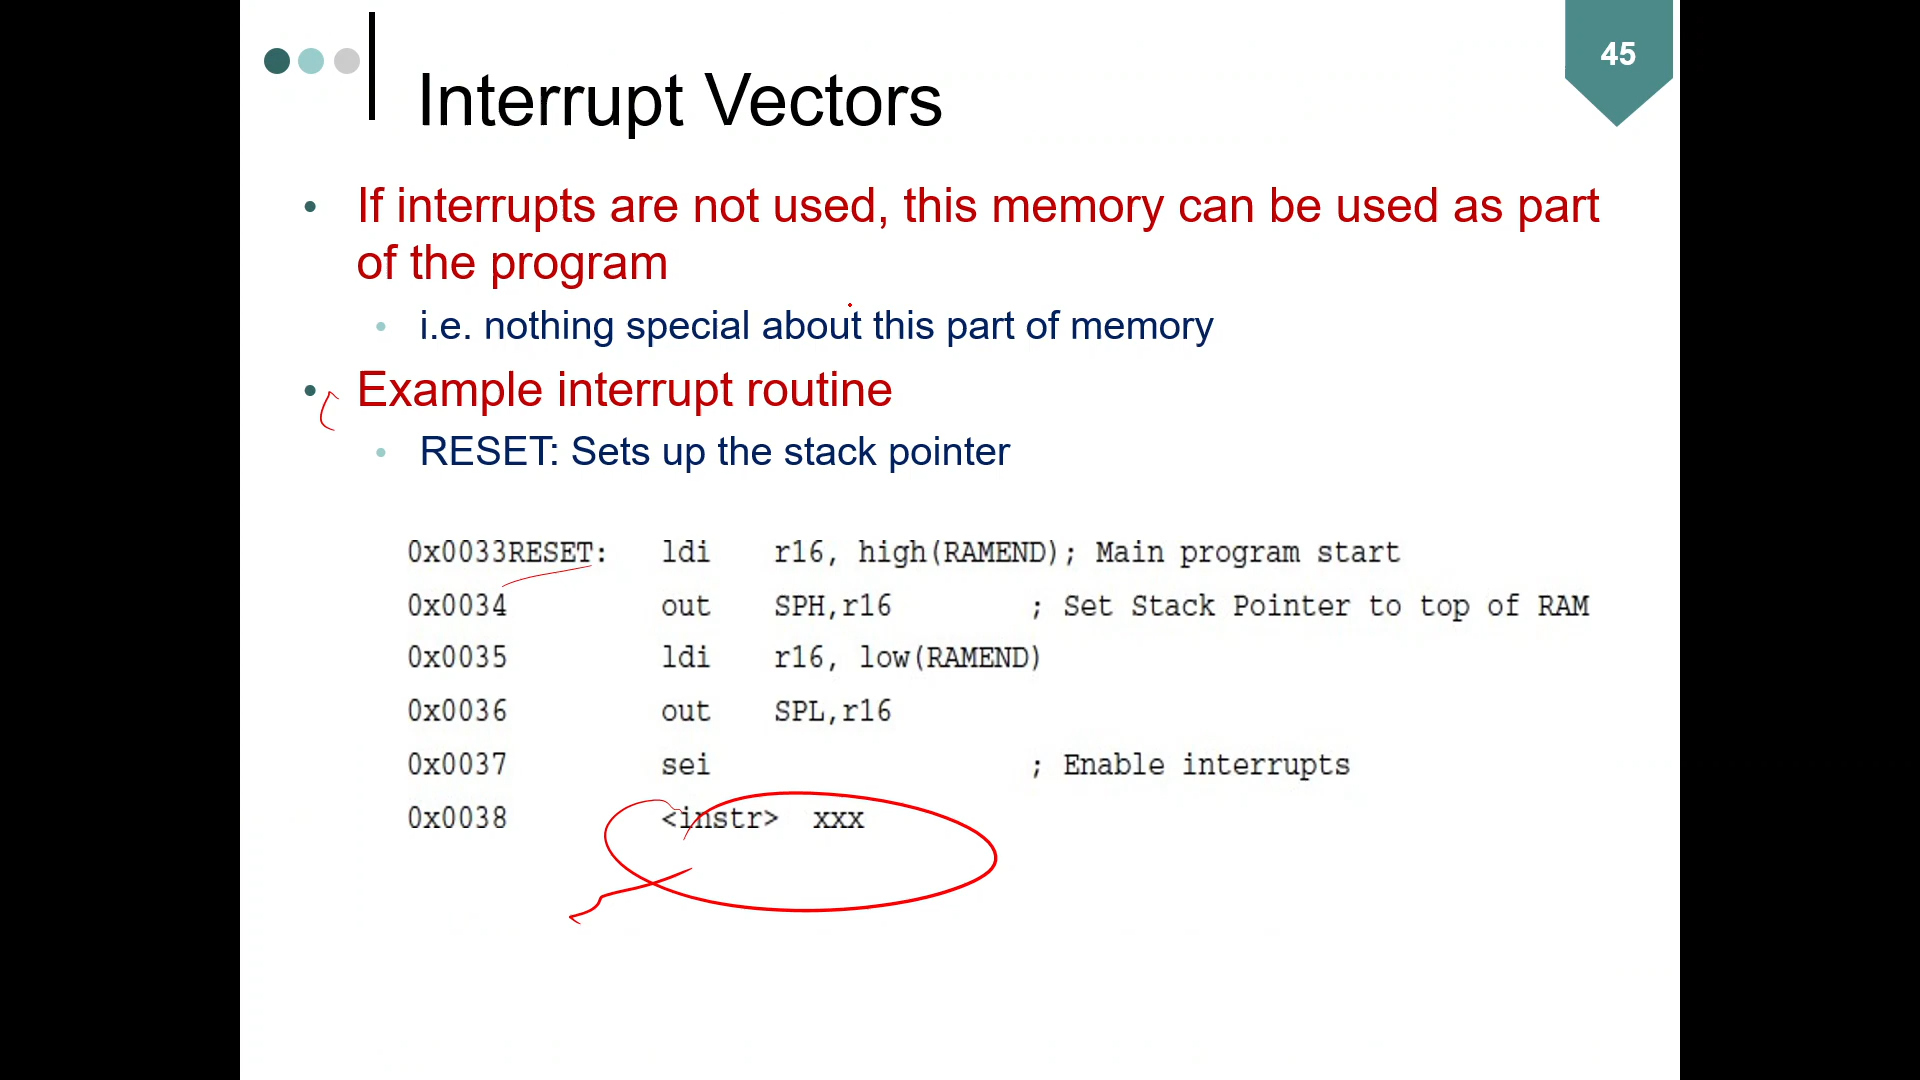 45
Interrupt Vectors
• If interrupts are not used, this memory can be used as part
of the program
• i.e. nothing special about this part of memory
• Example interrupt routine
• RESET: Sets up the stack pointer
0x0033RESET: ldi r16, high(RAMEND); Main program start
0x0034 out SPH,r16 ; Set Stack Pointer to top of RAM
0x0035 ldi r16, low(RAMEND)
0x0036 out SPL,r16
0x0037 sei ; Enable interrupts
0x0038 <instr> xxx